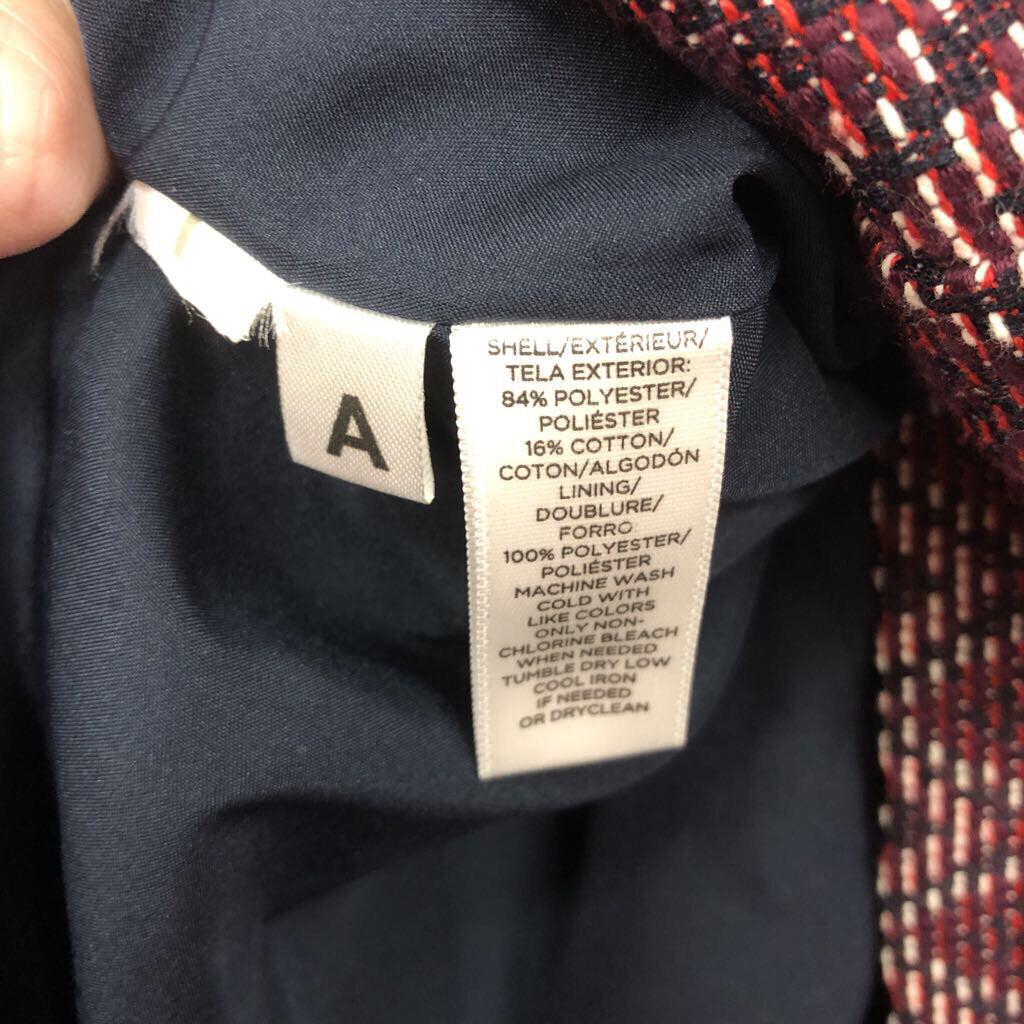 A
SHELL/EXTÉRIEUR/
TELA EXTERIOR:
84% POLYESTER/
POLIÉSTER
16% COTTON/
COTON/ALGODÓN
LINING/
DOUBLURE/
FORRO
100% POLYESTER/
POLIÉSTER
MACHINE WASH
COLD WITH
LIKE COLORS
ONLY NON-
CHLORINE BLEACH
WHEN NEEDED
TUMBLE DRY LOW
COOL IRON
IF NEEDED
OR DRYCLEAN